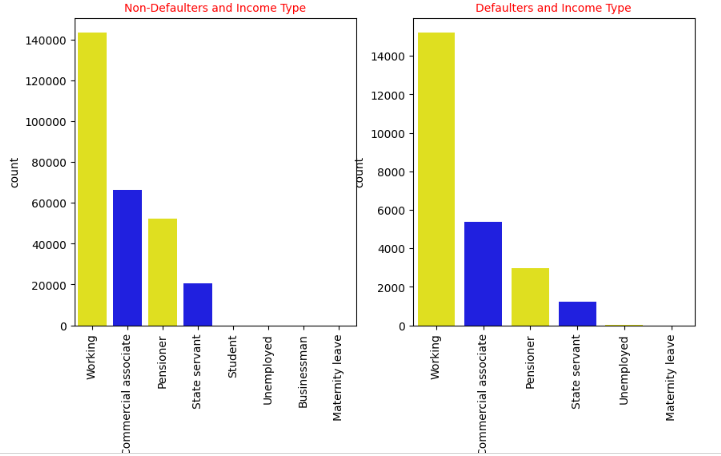 Non-Defaulters and Income Type
140000
120000
100000
80000
60000
40000
20000
0
count
Working
Commercial associate
Pensioner
State servant
Student
Unemployed
Businessman
Maternity leave
Defaulters and Income Type
14000
12000
10000
8000
6000
4000
2000
0
count
Working
Commercial associate
Pensioner
State servant
Unemployed
Maternity leave